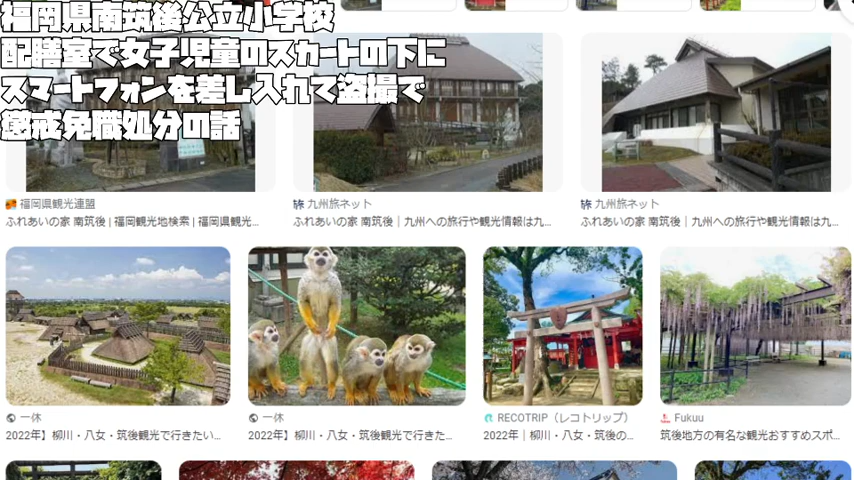 福岡県南筑後公立小学校
配膳室で女子児童のスカートの下に
スマートフォンを差し入れて盗撮で
懲戒免職処分の話
福岡県観光連盟
九州旅ネット
九州旅ネット
ふれあいの家 南筑後 | 福岡観光地検索 | 福岡県観光...
ふれあいの家 南筑後｜九州への旅行や観光情報は九...
ふれあいの家 南筑後｜九州への旅行や観光情報は九...
一休
一休
RECOTRIP（レコトリップ）
Fukuu
2022年】柳川・八女・筑後観光で行きたい...
2022年】柳川・八女・筑後観光で行きた...
2022年｜柳川・八女・筑後の...
筑後地方の有名な観光おすすめスポ...